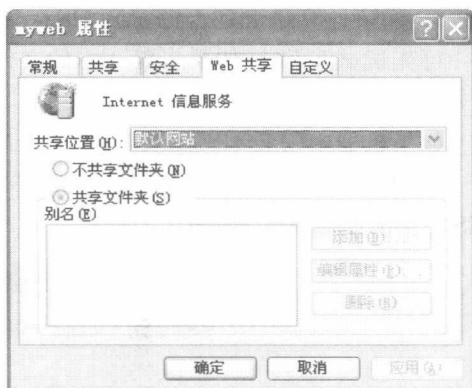 myweb 属性
常规 共享 安全 Web 共享 自定义
Internet 信息服务
共享位置(H): 默认网站
不共享文件夹(N)
共享文件夹(S)
别名(E)
添加(D)...
编辑属性(P)...
删除(R)
确定 取消 应用(A)